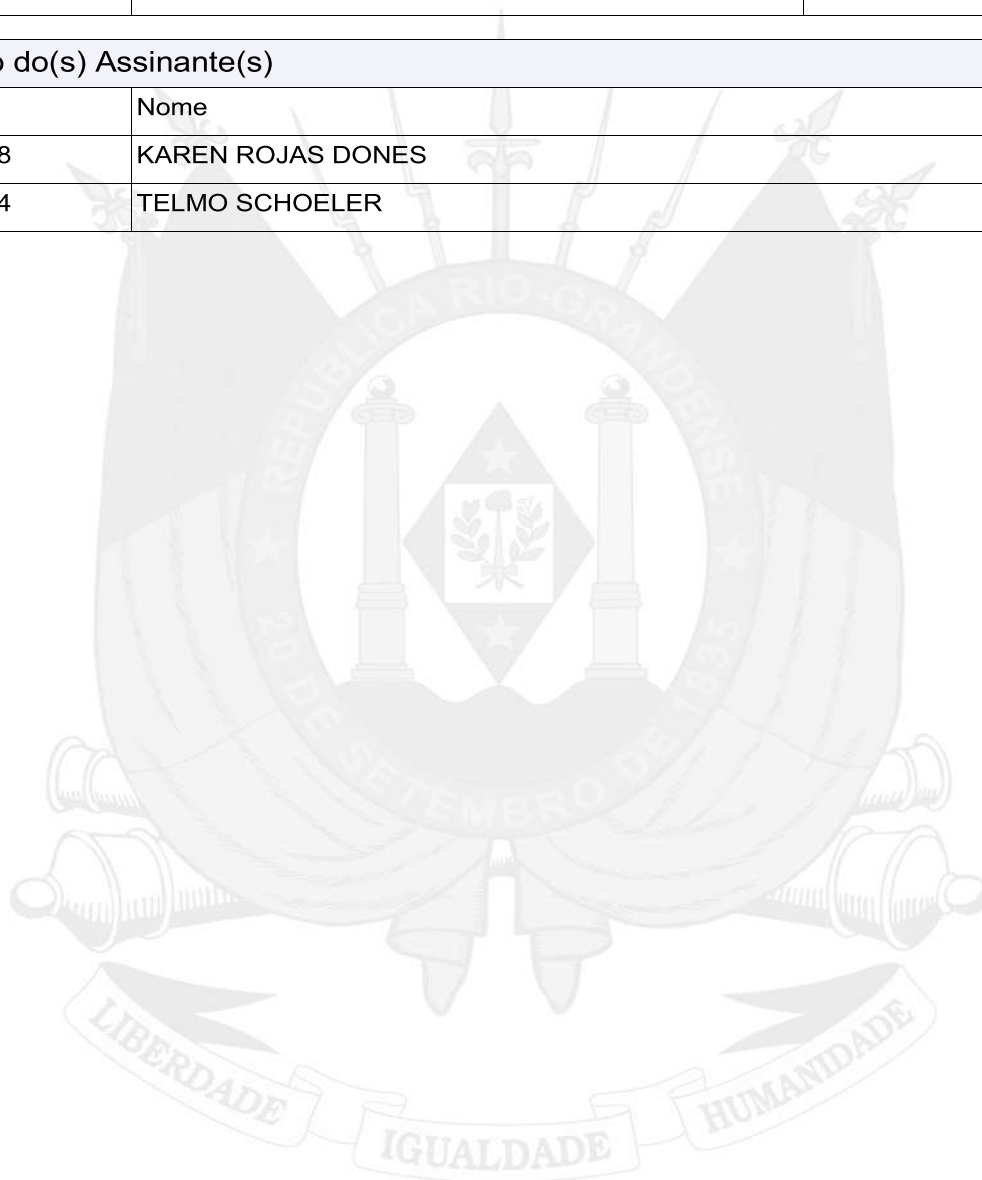 o do(s) Assinante(s)
Nome
8 KAREN ROJAS DONES
4 TELMO SCHOELER
REPÚBLICA RIO-GRANDENSE
20 DE SETEMBRO DE 1835
LIBERDADE IGUALDADE HUMANIDADE